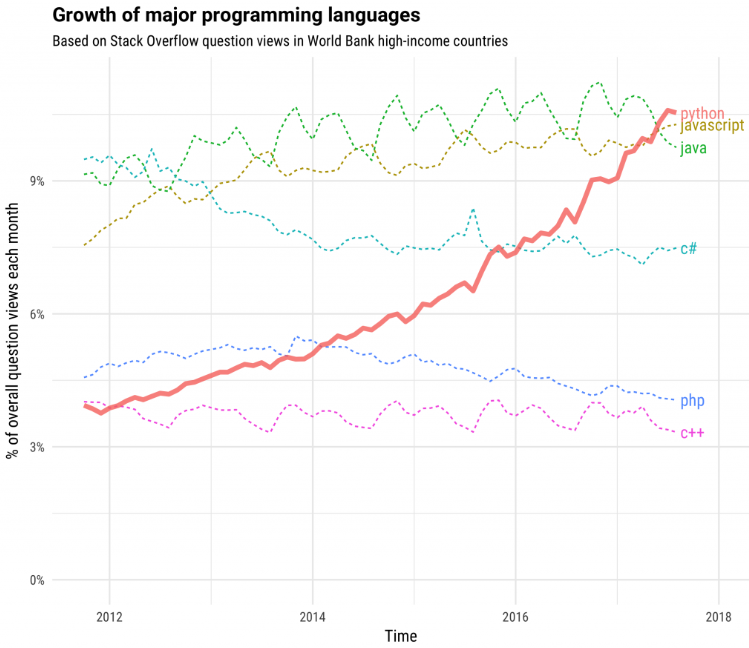 Growth of major programming languages
Based on Stack Overflow question views in World Bank high-income countries
% of overall question views each month
9%
6%
3%
0%
python
javascript
java
c#
php
c++
2012
2014
2016
2018
Time